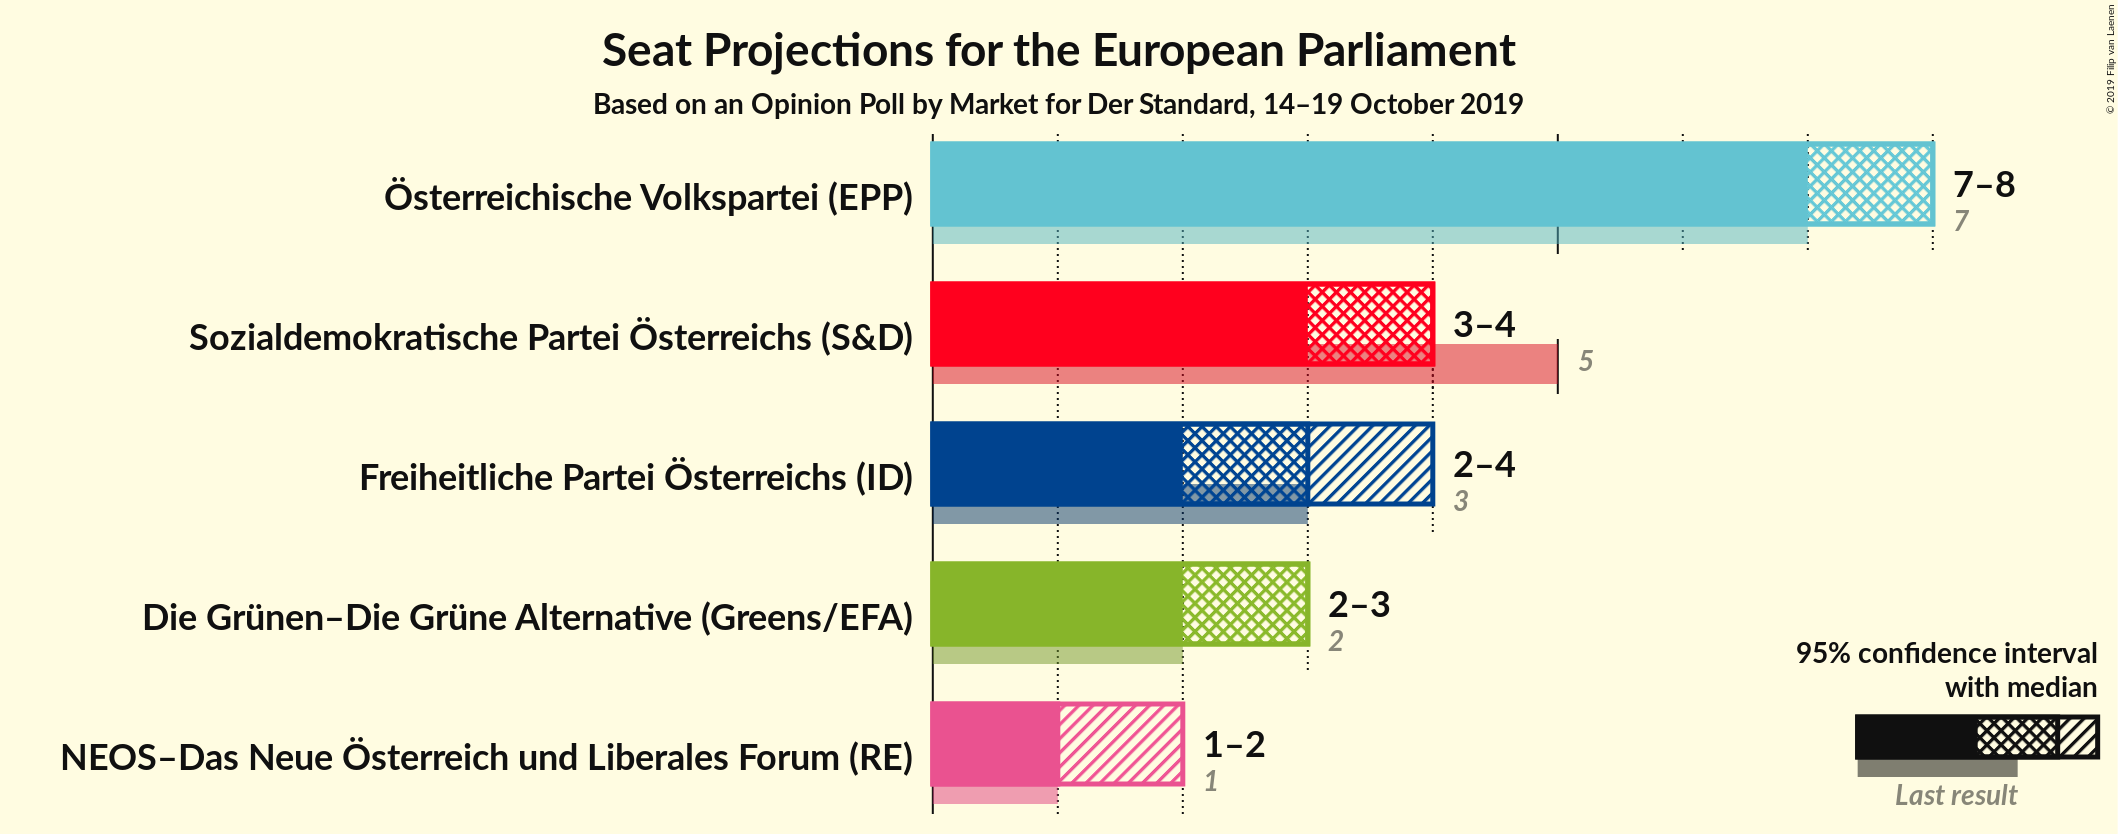 Seat Projections for the European Parliament
Based on an Opinion Poll by Market for Der Standard, 14–19 October 2019
© 2019 Filip van Laenen
Österreichische Volkspartei (EPP)
7–8
7
Sozialdemokratische Partei Österreichs (S&D)
3–4
5
Freiheitliche Partei Österreichs (ID)
2–4
3
Die Grünen–Die Grüne Alternative (Greens/EFA)
2–3
2
NEOS–Das Neue Österreich und Liberales Forum (RE)
1–2
1
95% confidence interval
with median
Last result